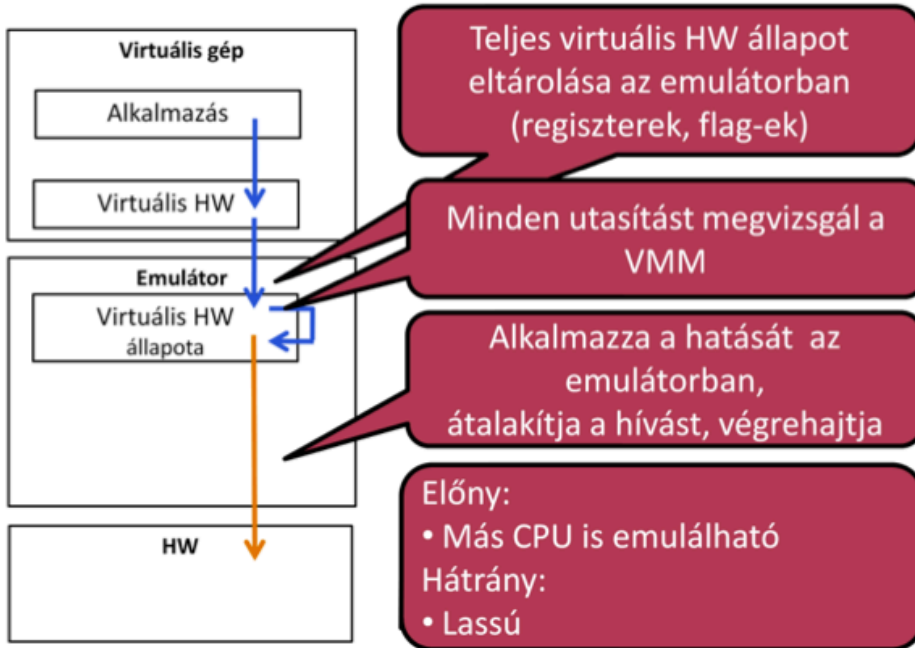 Virtuális gép
Alkalmazás
Virtuális HW
Emulátor
Virtuális HW
állapota
HW
Teljes virtuális HW állapot
eltárolása az emulátorban
(regiszterek, flag-ek)
Minden utasítást megvizsgál a
VMM
Alkalmazza a hatását az
emulátorban,
átalakítja a hívást, végrehajtja
Előny:
• Más CPU is emulálható
Hátrány:
• Lassú